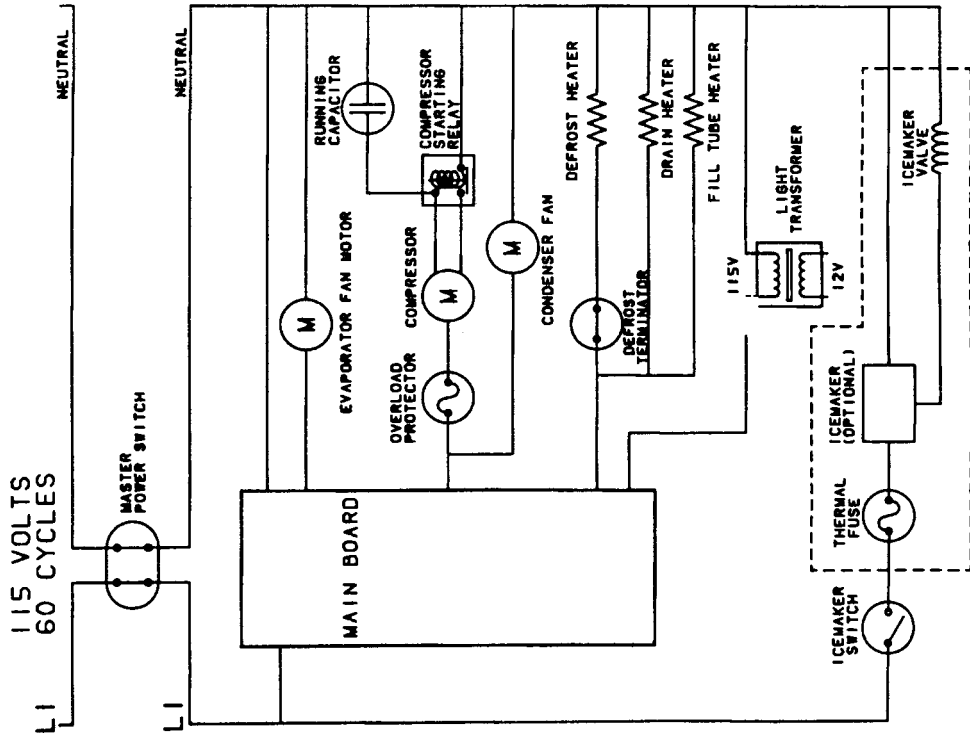 115 VOLTS
60 CYCLES
L1
NEUTRAL
MASTER
POWER SWITCH
L1
NEUTRAL
MAIN BOARD
EVAPORATOR FAN MOTOR
M
RUNNING
CAPACITOR
COMPRESSOR
STARTING
RELAY
OVERLOAD
PROTECTOR
COMPRESSOR
M
CONDENSER FAN
M
DEFROST HEATER
DEFROST
TERMINATOR
DRAIN HEATER
FILL TUBE HEATER
115V
LIGHT
TRANSFORMER
12V
ICEMAKER
SWITCH
THERMAL
FUSE
ICEMAKER
(OPTIONAL)
ICEMAKER
VALVE